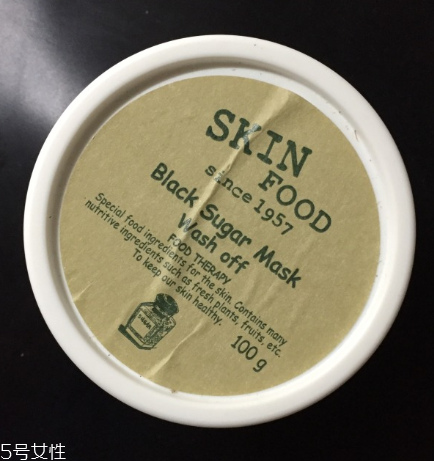 SKIN
FOOD
since 1957
Black Sugar Mask
Wash off
FOOD THERAPY
Special food ingredients for the skin. Contains many
nutritive ingredients such as fresh plants, fruits, etc.
To keep our skin healthy.
100 g
5号女性